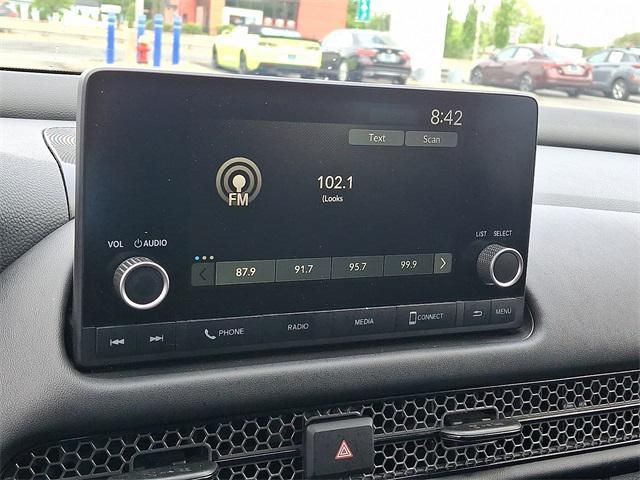 8:42
Text Scan
FM
102.1
(Looks
VOL AUDIO
LIST SELECT
87.9 91.7 95.7 99.9
PHONE RADIO MEDIA CONNECT MENU